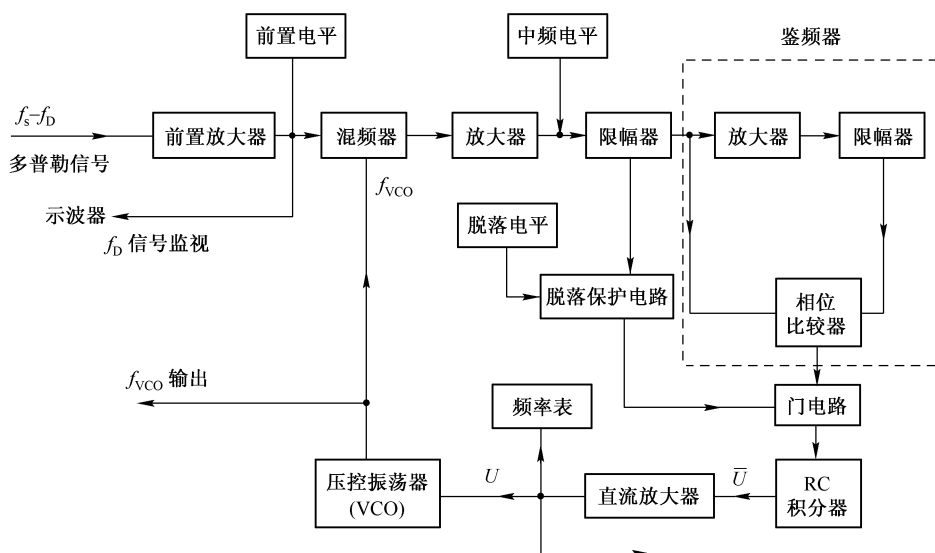 前置电平
中频电平
鉴频器
fs–fD
多普勒信号
前置放大器
混频器
放大器
限幅器
放大器
限幅器
fVCO
示波器
fD 信号监视
脱落电平
脱落保护电路
相位
比较器
fVCO 输出
频率表
门电路
压控振荡器
(VCO)
U
直流放大器
U̅
RC
积分器